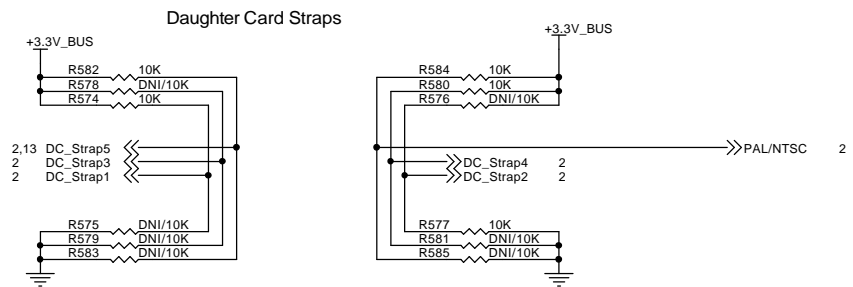 Daughter Card Straps
+3.3V_BUS
R582 10K
R578 DNI/10K
R574 10K
2,13 DC_Strap5
2 DC_Strap3
2 DC_Strap1
R575 DNI/10K
R579 DNI/10K
R583 DNI/10K
+3.3V_BUS
R584 10K
R580 10K
R576 DNI/10K
PAL/NTSC 2
DC_Strap4 2
DC_Strap2 2
R577 10K
R581 DNI/10K
R585 DNI/10K